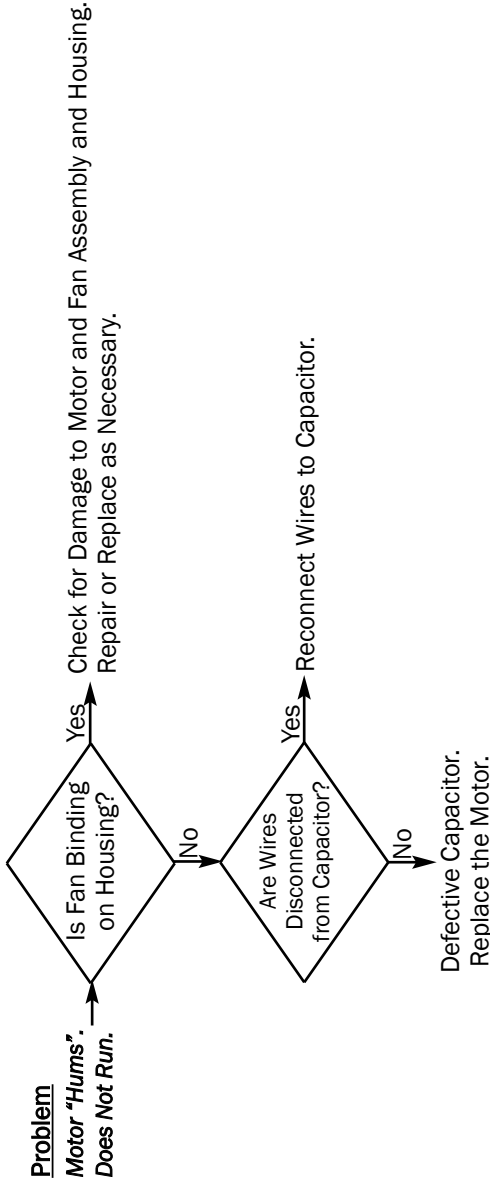 Problem
Motor “Hums”.
Does Not Run.
Is Fan Binding
on Housing?
Yes
Check for Damage to Motor and Fan Assembly and Housing.
Repair or Replace as Necessary.
No
Are Wires
Disconnected
from Capacitor?
Yes
Reconnect Wires to Capacitor.
No
Defective Capacitor.
Replace the Motor.